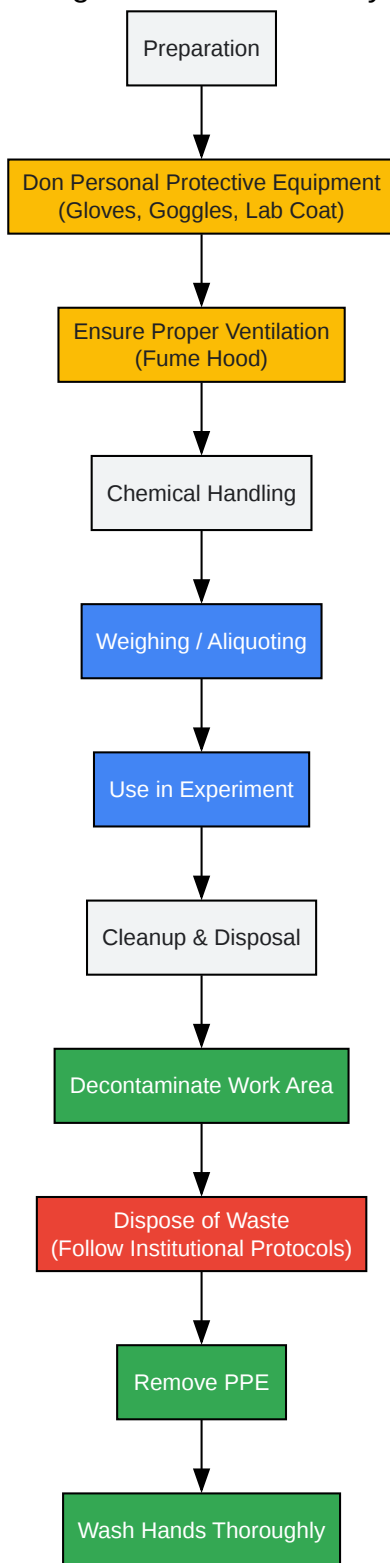 Preparation
Don Personal Protective Equipment
(Gloves, Goggles, Lab Coat)
Ensure Proper Ventilation
(Fume Hood)
Chemical Handling
Weighing / Aliquoting
Use in Experiment
Cleanup & Disposal
Decontaminate Work Area
Dispose of Waste
(Follow Institutional Protocols)
Remove PPE
Wash Hands Thoroughly